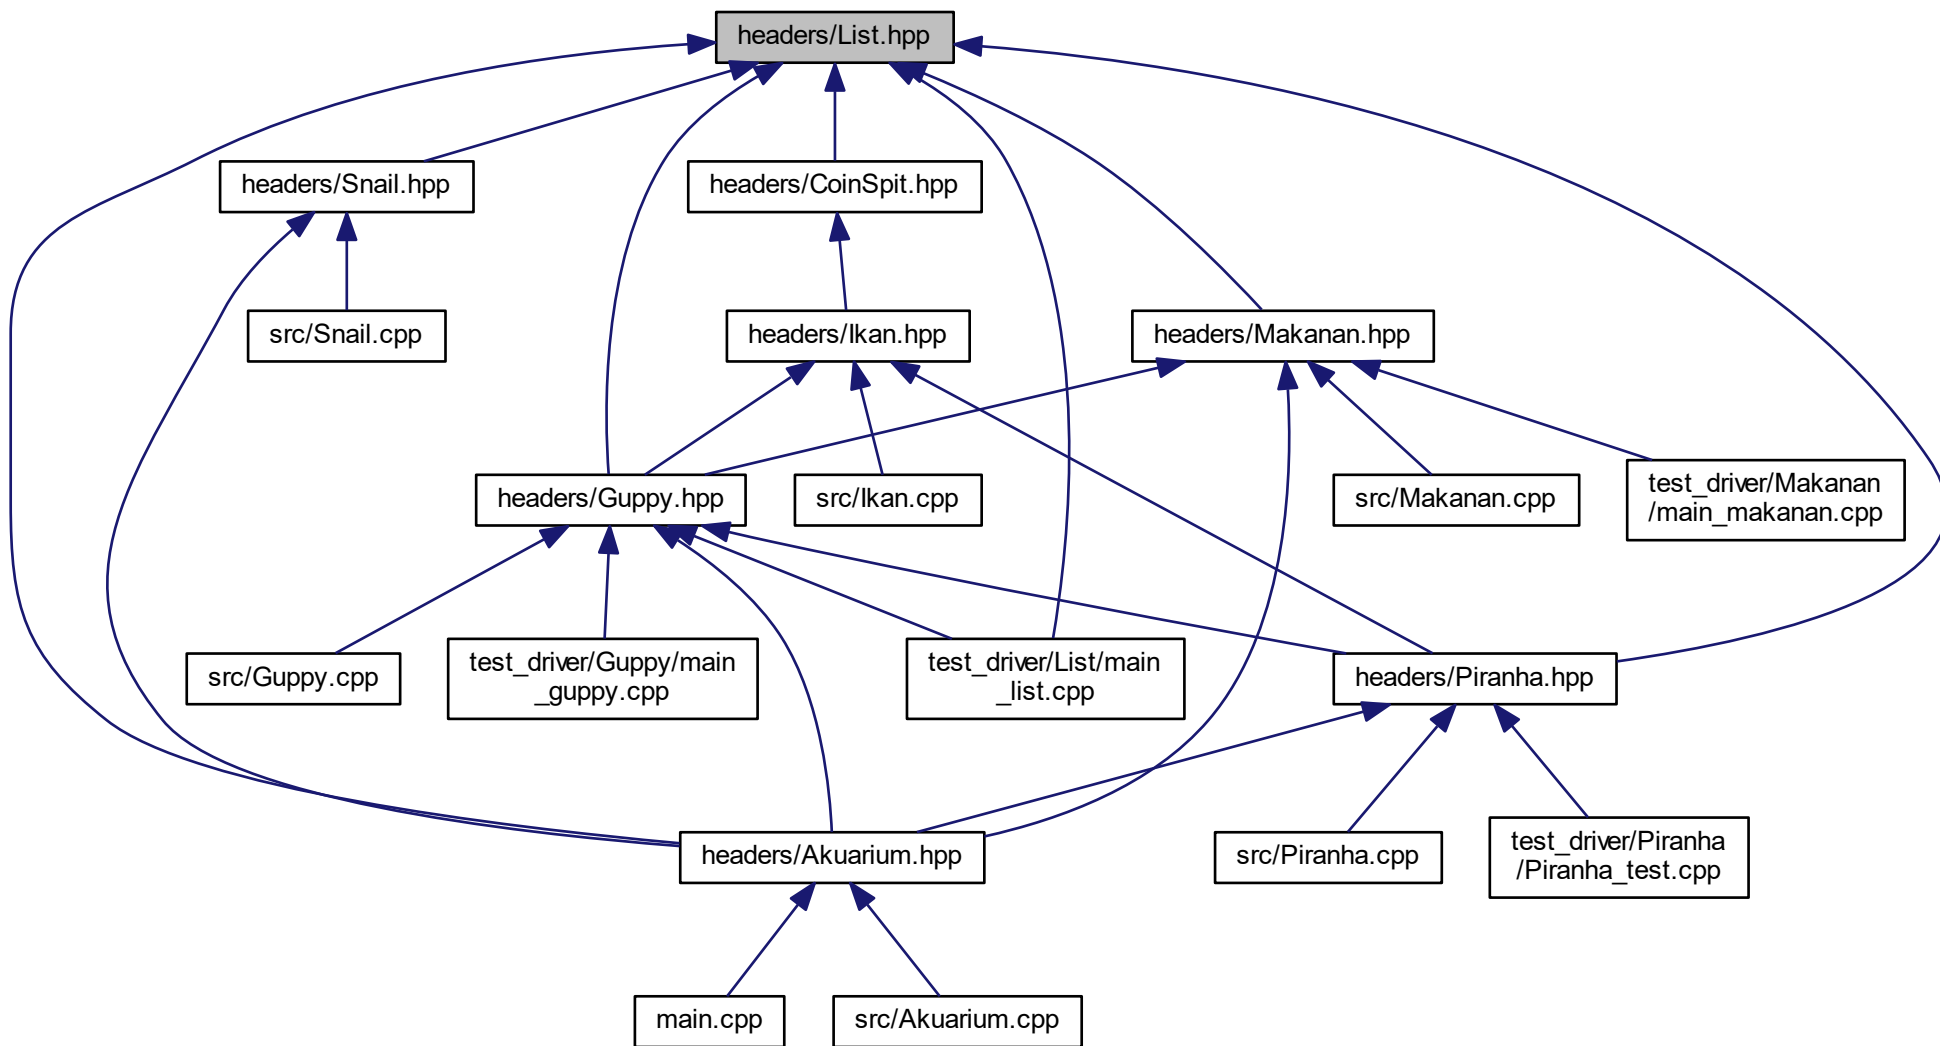 headers/List.hpp
headers/Snail.hpp
headers/CoinSpit.hpp
src/Snail.cpp
headers/Ikan.hpp
headers/Makanan.hpp
headers/Guppy.hpp
src/Ikan.cpp
src/Makanan.cpp
test_driver/Makanan
/main_makanan.cpp
src/Guppy.cpp
test_driver/Guppy/main
_guppy.cpp
test_driver/List/main
_list.cpp
headers/Piranha.hpp
headers/Akuarium.hpp
src/Piranha.cpp
test_driver/Piranha
/Piranha_test.cpp
main.cpp
src/Akuarium.cpp